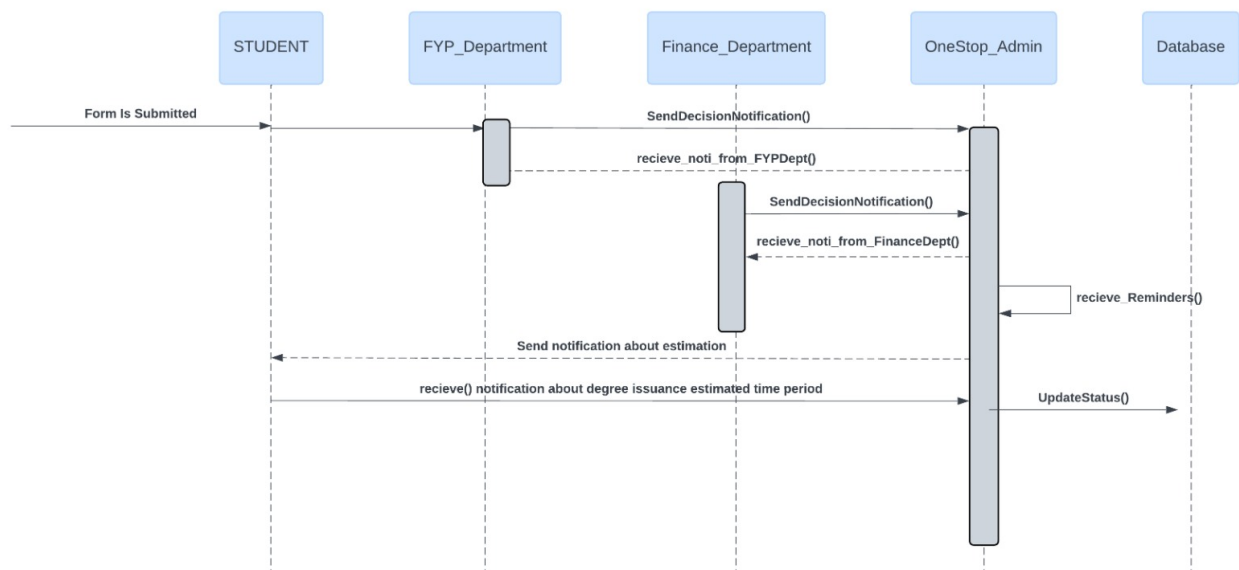 STUDENT
FYP_Department
Finance_Department
OneStop_Admin
Database
Form Is Submitted
SendDecisionNotification()
recieve_noti_from_FYPDept()
SendDecisionNotification()
recieve_noti_from_FinanceDept()
recieve_Reminders()
Send notification about estimation
recieve() notification about degree issuance estimated time period
UpdateStatus()